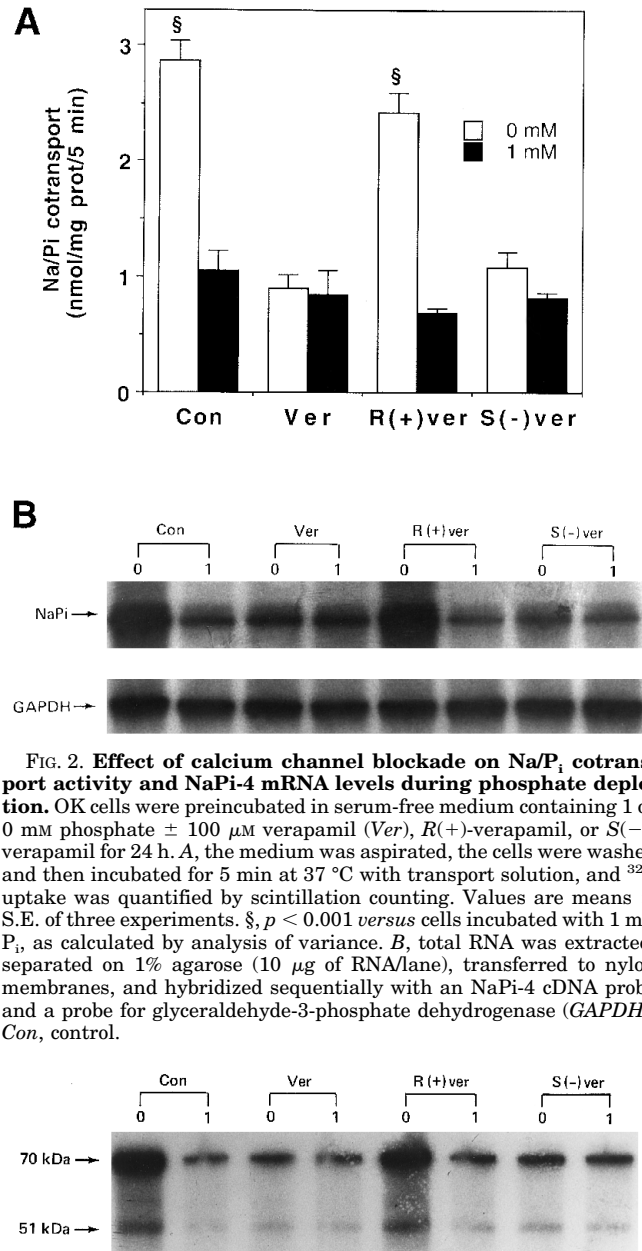 A
3
2
1
0
Na/Pi cotransport
(nmol/mg prot/5 min)
§
§
0 mM
1 mM
Con Ver R(+)ver S(-)ver
B
Con Ver R(+)ver S(-)ver
0 1 0 1 0 1 0 1
NaPi→
GAPDH→
FIG. 2. Effect of calcium channel blockade on Na/Pi cotrans
port activity and NaPi-4 mRNA levels during phosphate deple
tion. OK cells were preincubated in serum-free medium containing 1 o
0 mM phosphate ± 100 μM verapamil (Ver), R(+)-verapamil, or S(−
verapamil for 24 h. A, the medium was aspirated, the cells were washe
and then incubated for 5 min at 37 °C with transport solution, and 32
uptake was quantified by scintillation counting. Values are means
S.E. of three experiments. §, p < 0.001 versus cells incubated with 1 m
Pi, as calculated by analysis of variance. B, total RNA was extracted
separated on 1% agarose (10 μg of RNA/lane), transferred to nylo
membranes, and hybridized sequentially with an NaPi-4 cDNA prob
and a probe for glyceraldehyde-3-phosphate dehydrogenase (GAPDH
Con, control.
Con Ver R(+)ver S(-)ver
0 1 0 1 0 1 0 1
70 kDa→
51 kDa→